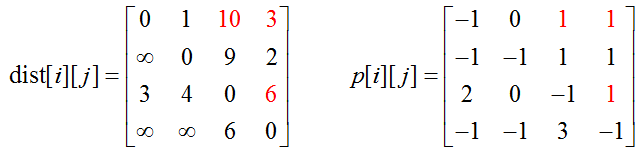 dist[i][j] = [0 1 10 3 p[i][j] = [−1 0 1 1
∞ 0 9 2 −1 −1 1 1
3 4 0 6 2 0 −1 1
∞ ∞ 6 0] −1 −1 3 −1]